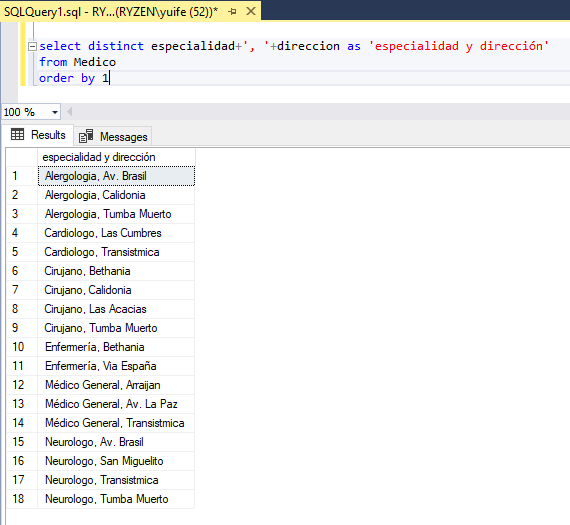 SQLQuery1.sql - RY...(RYZEN\yuife (52))*
select distinct especialidad+', '+direccion as 'especialidad y dirección'
from Medico
order by 1
100 %
Results Messages
especialidad y dirección
1 Alergologia, Av. Brasil
2 Alergologia, Calidonia
3 Alergologia, Tumba Muerto
4 Cardiologo, Las Cumbres
5 Cardiologo, Transistmica
6 Cirujano, Bethania
7 Cirujano, Calidonia
8 Cirujano, Las Acacias
9 Cirujano, Tumba Muerto
10 Enfermería, Bethania
11 Enfermería, Via España
12 Médico General, Arraijan
13 Médico General, Av. La Paz
14 Médico General, Transistmica
15 Neurologo, Av. Brasil
16 Neurologo, San Miguelito
17 Neurologo, Transistmica
18 Neurologo, Tumba Muerto